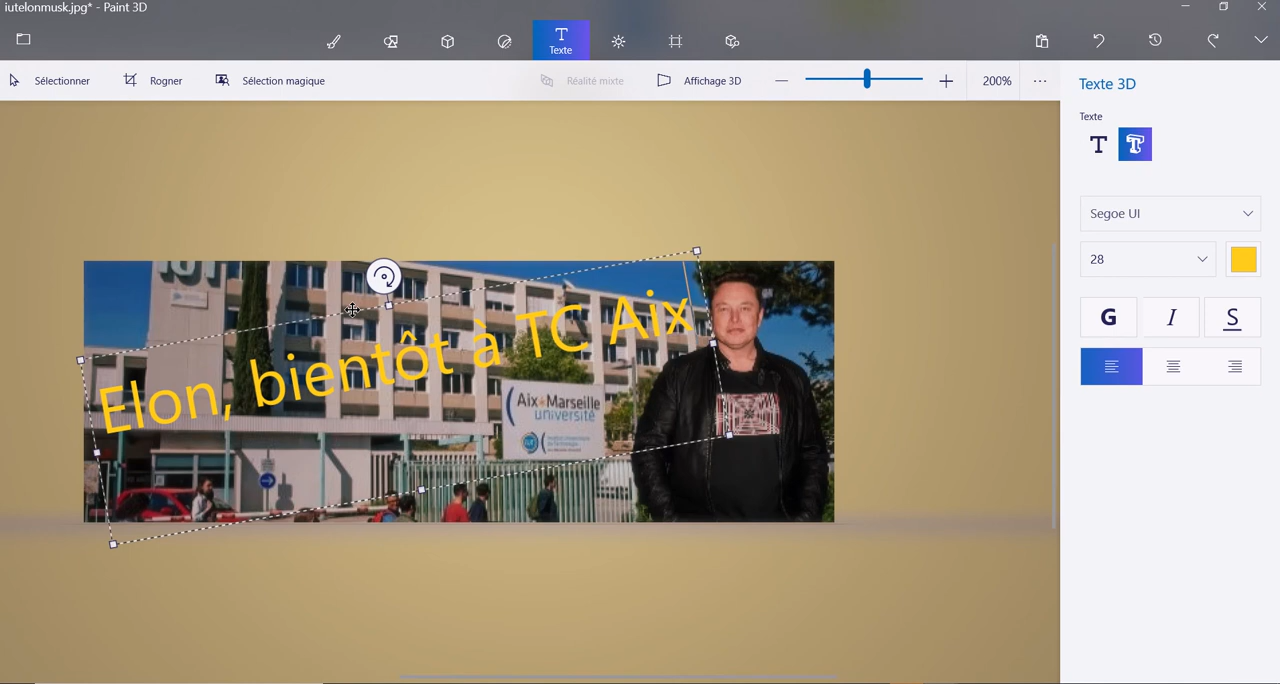 iutelonmusk.jpg* - Paint 3D
Texte
Sélectionner
Rogner
Sélection magique
Réalité mixte
Affichage 3D
200%
Texte 3D
Texte
Segoe UI
28
G
I
S
Elon, bientôt à TC Aix
Aix*Marseille
université